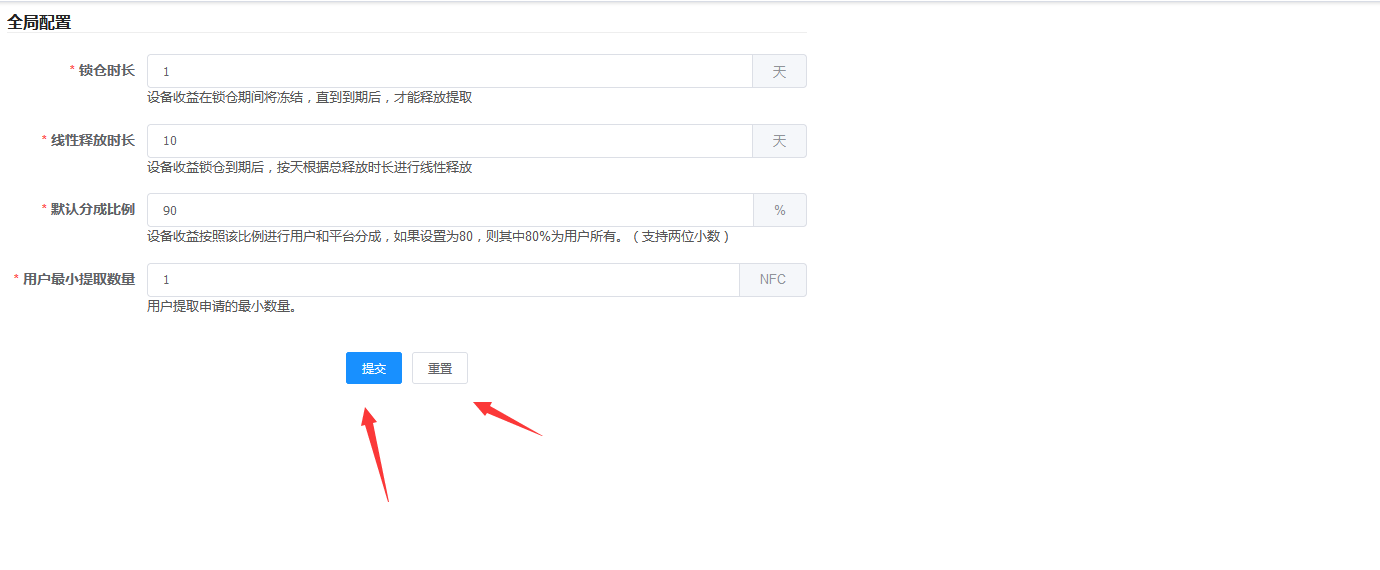 全局配置
* 锁仓时长 1 天
设备收益在锁仓期间将冻结，直到到期后，才能释放提取
* 线性释放时长 10 天
设备收益锁仓到期后，按天根据总释放时长进行线性释放
* 默认分成比例 90 %
设备收益按照该比例进行用户和平台分成，如果设置为80，则其中80%为用户所有。（支持两位小数）
* 用户最小提取数量 1 NFC
用户提取申请的最小数量。
提交 重置